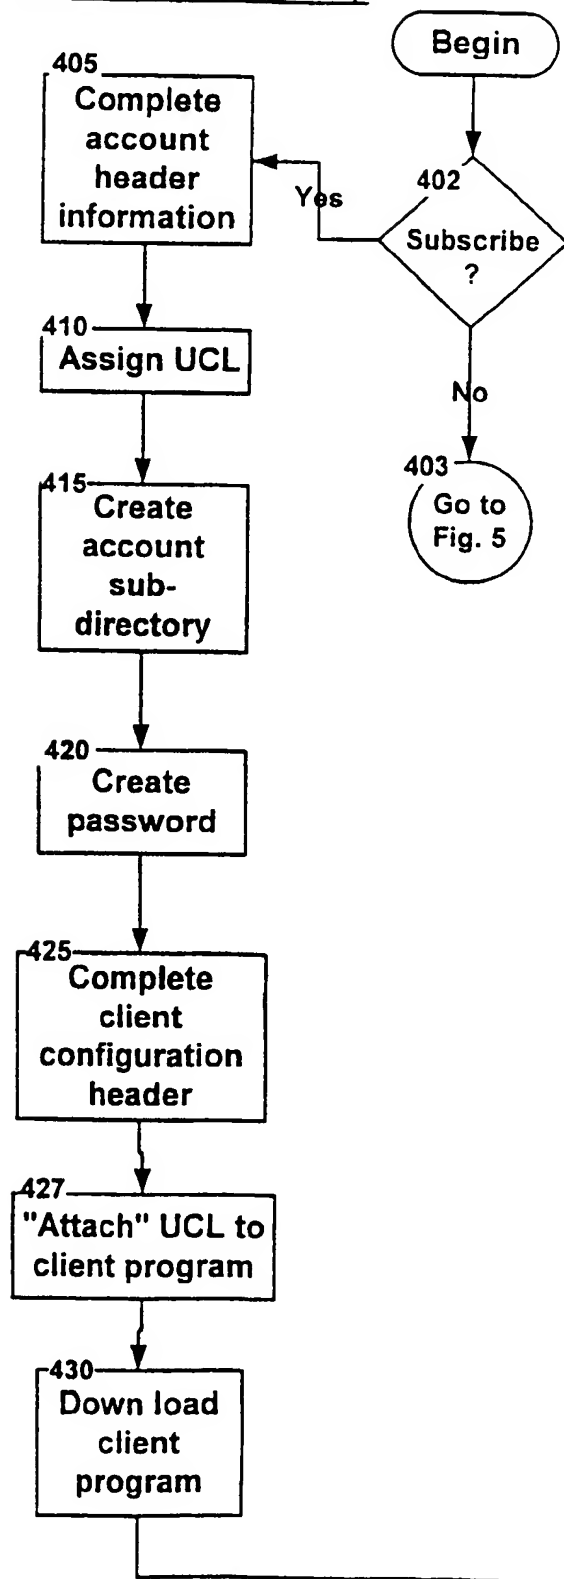 Begin
402
Subscribe
?
Yes
No
403
Go to
Fig. 5
405
Complete
account
header
information
410
Assign UCL
415
Create
account
sub-
directory
420
Create
password
425
Complete
client
configuration
header
427
"Attach" UCL to
client program
430
Down load
client
program